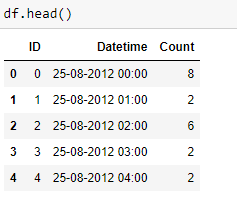 df.head()
ID Datetime Count
0 0 25-08-2012 00:00 8
1 1 25-08-2012 01:00 2
2 2 25-08-2012 02:00 6
3 3 25-08-2012 03:00 2
4 4 25-08-2012 04:00 2